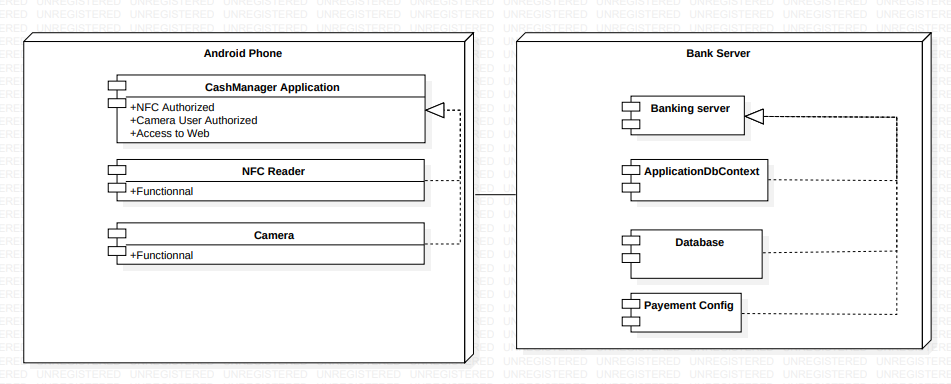 Android Phone
CashManager Application
+NFC Authorized
+Camera User Authorized
+Access to Web
NFC Reader
+Functionnal
Camera
+Functionnal
Bank Server
Banking server
ApplicationDbContext
Database
Payement Config
UNREGISTERED